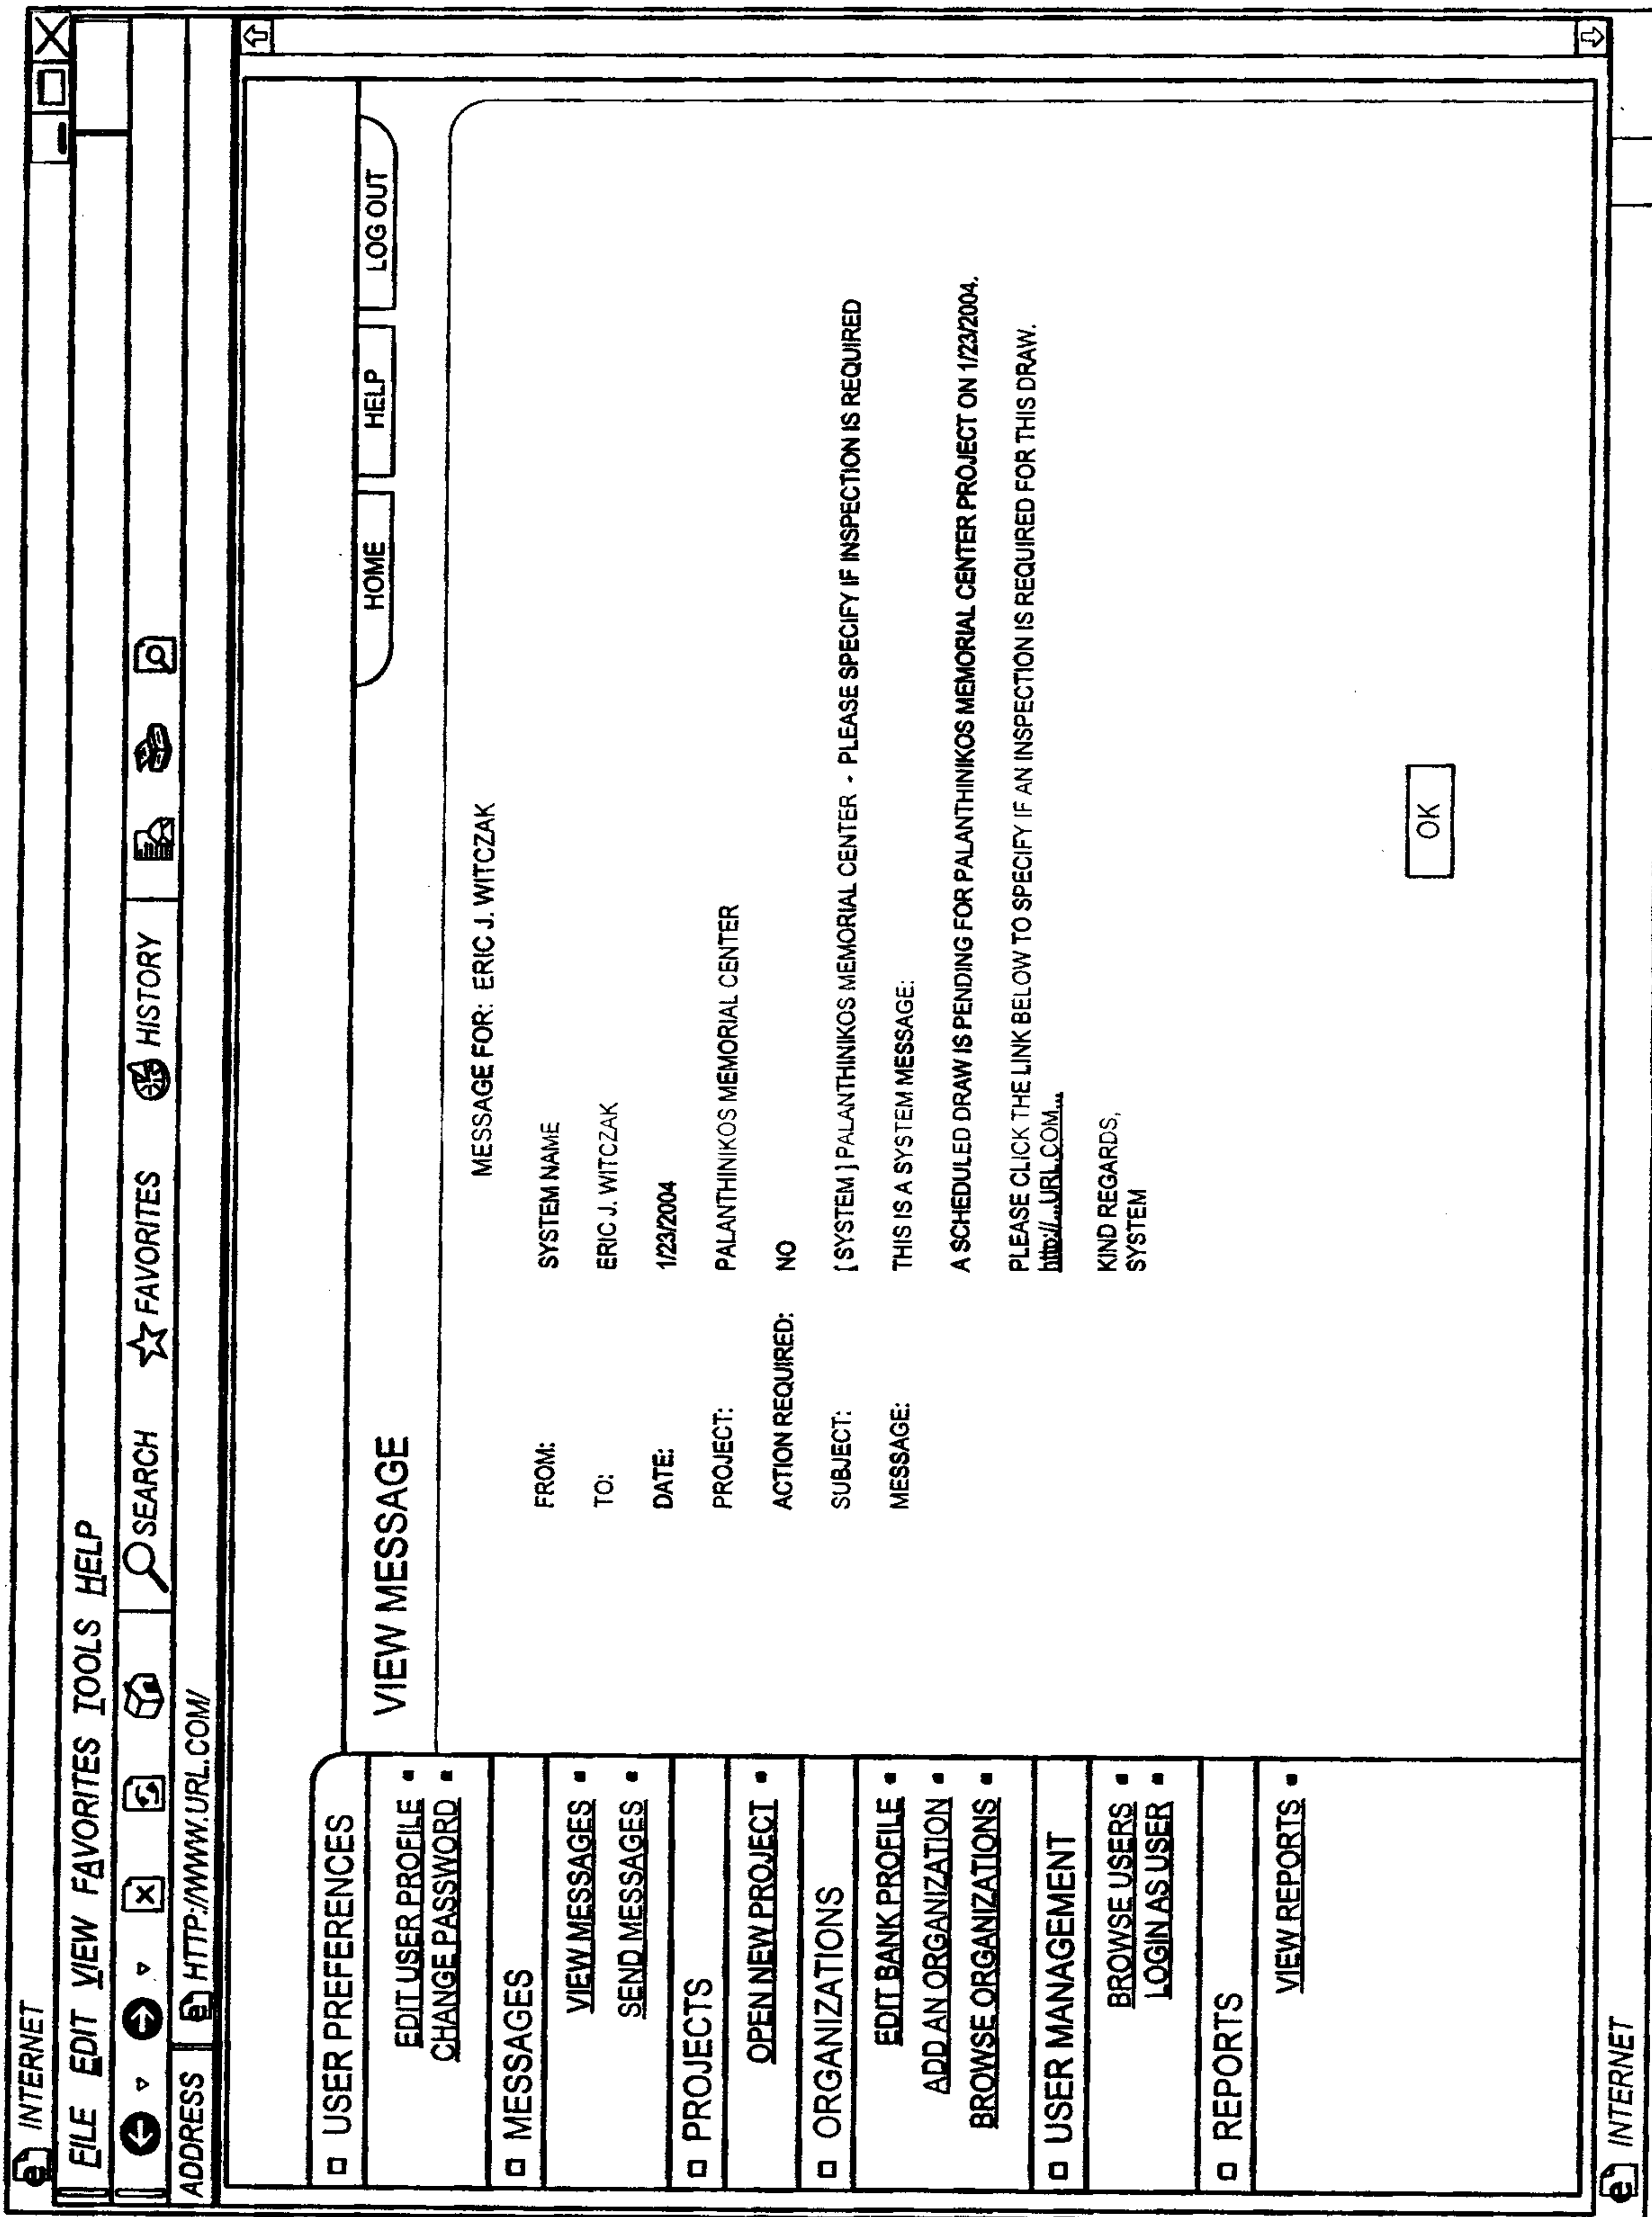 INTERNET
FILE EDIT VIEW FAVORITES TOOLS HELP
SEARCH FAVORITES HISTORY
ADDRESS HTTP://WWW.URL.COM/
USER PREFERENCES
EDIT USER PROFILE
CHANGE PASSWORD
MESSAGES
VIEW MESSAGES
SEND MESSAGES
PROJECTS
OPEN NEW PROJECT
ORGANIZATIONS
EDIT BANK PROFILE
ADD AN ORGANIZATION
BROWSE ORGANIZATIONS
USER MANAGEMENT
BROWSE USERS
LOGIN AS USER
REPORTS
VIEW REPORTS
HOME HELP LOG OUT
VIEW MESSAGE
MESSAGE FOR: ERIC J. WITCZAK
FROM: SYSTEM NAME
TO: ERIC J. WITCZAK
DATE: 1/23/2004
PROJECT: PALANTHINIKOS MEMORIAL CENTER
ACTION REQUIRED: NO
SUBJECT: [ SYSTEM ] PALANTHINIKOS MEMORIAL CENTER - PLEASE SPECIFY IF INSPECTION IS REQUIRED
MESSAGE: THIS IS A SYSTEM MESSAGE:
A SCHEDULED DRAW IS PENDING FOR PALANTHINIKOS MEMORIAL CENTER PROJECT ON 1/23/2004.
PLEASE CLICK THE LINK BELOW TO SPECIFY IF AN INSPECTION IS REQUIRED FOR THIS DRAW.
http://...URL.COM...
KIND REGARDS,
SYSTEM
OK
INTERNET